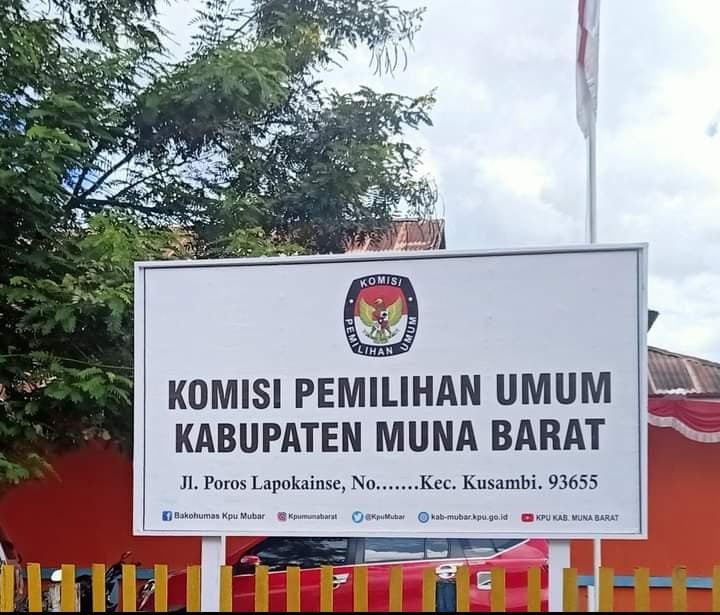 KOMISI
PEMILIHAN UMUM
KOMISI PEMILIHAN UMUM
KABUPATEN MUNA BARAT
Jl. Poros Lapokainse, No.......Kec. Kusambi. 93655
Bakohumas Kpu Mubar Kpumunabarat @KpuMubar kab-mubar.kpu.go.id KPU KAB. MUNA BARAT